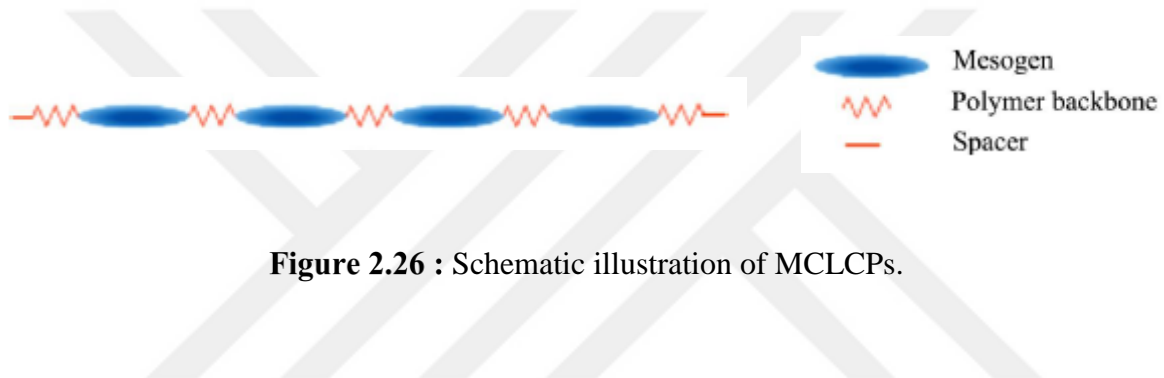 Mesogen
Polymer backbone
Spacer
Figure 2.26 : Schematic illustration of MCLCPs.